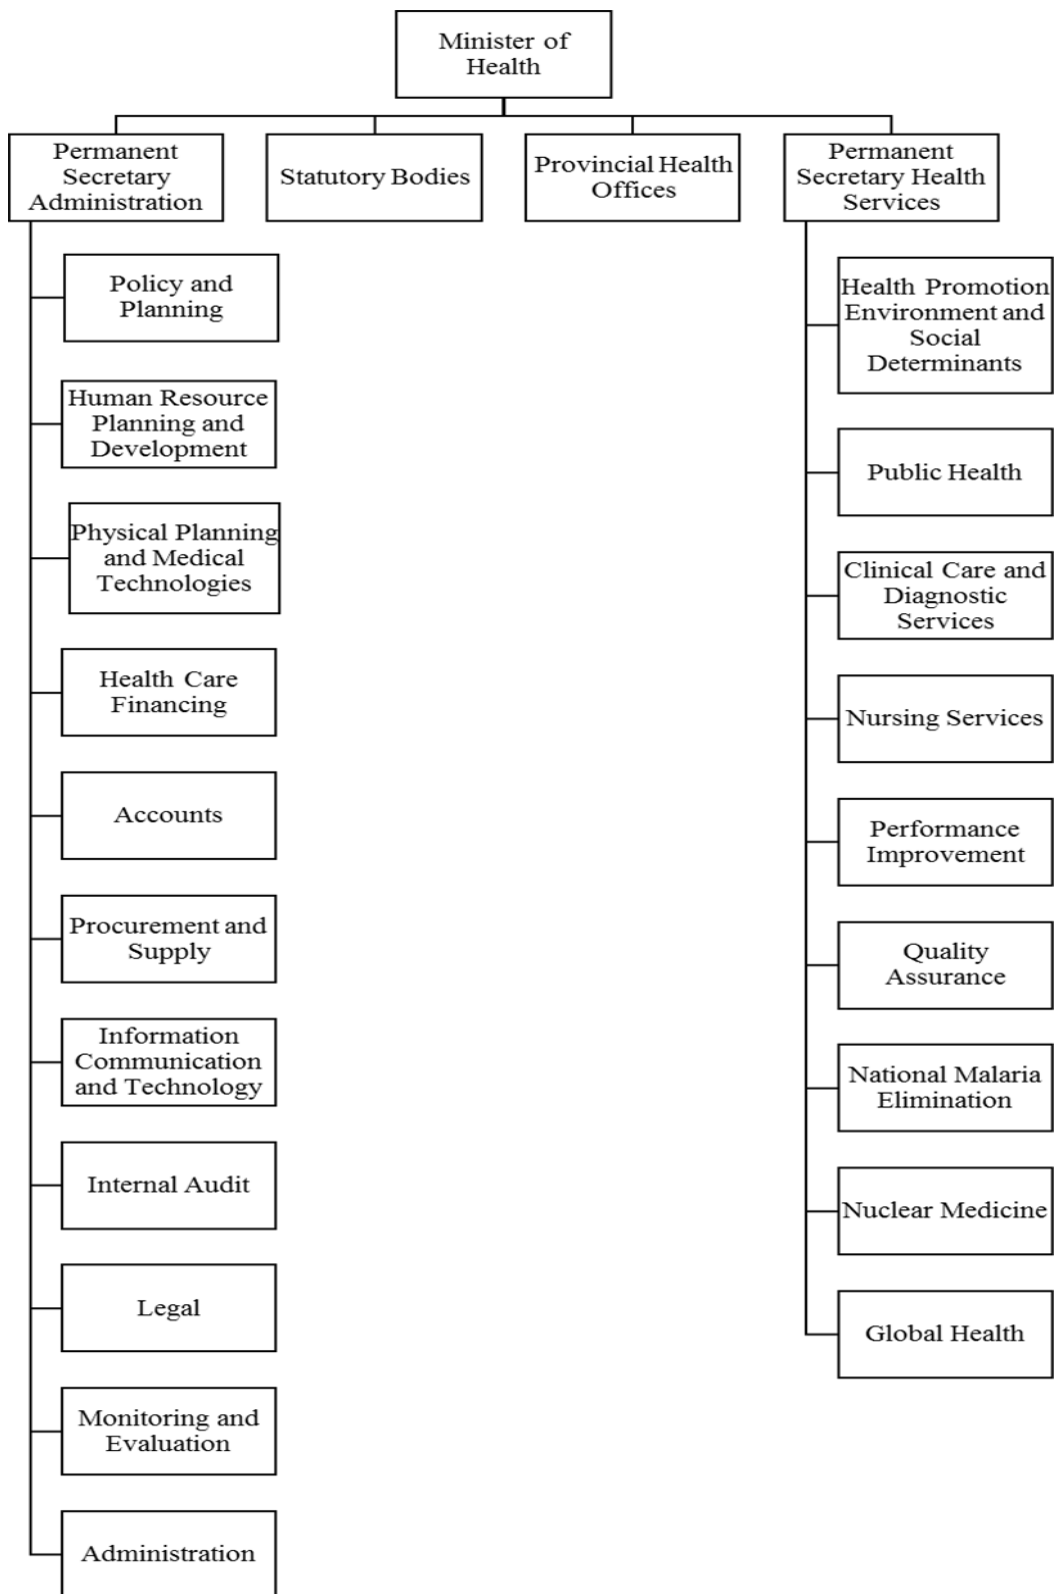 Minister of
Health
Permanent
Secretary
Administration
Statutory Bodies
Provincial Health
Offices
Permanent
Secretary Health
Services
Policy and
Planning
Human Resource
Planning and
Development
Physical Planning
and Medical
Technologies
Health Care
Financing
Accounts
Procurement and
Supply
Information
Communication
and Technology
Internal Audit
Legal
Monitoring and
Evaluation
Administration
Health Promotion
Environment and
Social
Determinants
Public Health
Clinical Care and
Diagnostic
Services
Nursing Services
Performance
Improvement
Quality
Assurance
National Malaria
Elimination
Nuclear Medicine
Global Health